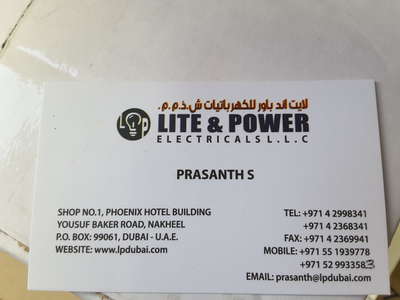 لايت اند باور للكهربائيات ش.ذ.م.م.
L P
LITE & POWER
ELECTRICALS L.L.C
PRASANTH S
SHOP NO.1, PHOENIX HOTEL BUILDING
YOUSUF BAKER ROAD, NAKHEEL
P.O. BOX: 99061, DUBAI - U.A.E.
WEBSITE: www.lpdubai.com
TEL: +971 4 2998341
+971 4 2368341
FAX: +971 4 2369941
MOBILE: +971 55 1939778
+971 52 9933583
EMAIL: prasanth@lpdubai.com